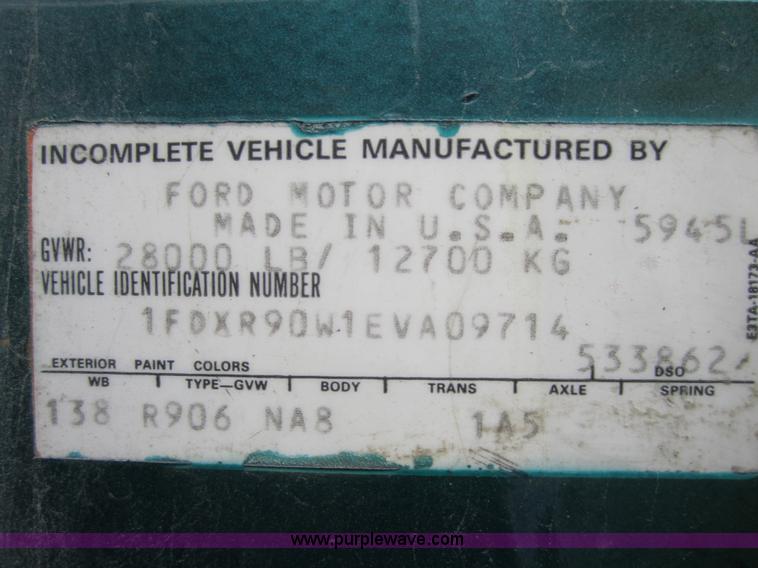 INCOMPLETE VEHICLE MANUFACTURED BY
FORD MOTOR COMPANY
MADE IN U.S.A. 5945L
GVWR: 28000 LB/ 12700 KG
VEHICLE IDENTIFICATION NUMBER
1FDXR90W1EVA09714
E3TA-18173-AA
533862
EXTERIOR PAINT COLORS DSO
WB TYPE—GVW BODY TRANS AXLE SPRING
138 R906 NA8 1A5
www.purplewave.com